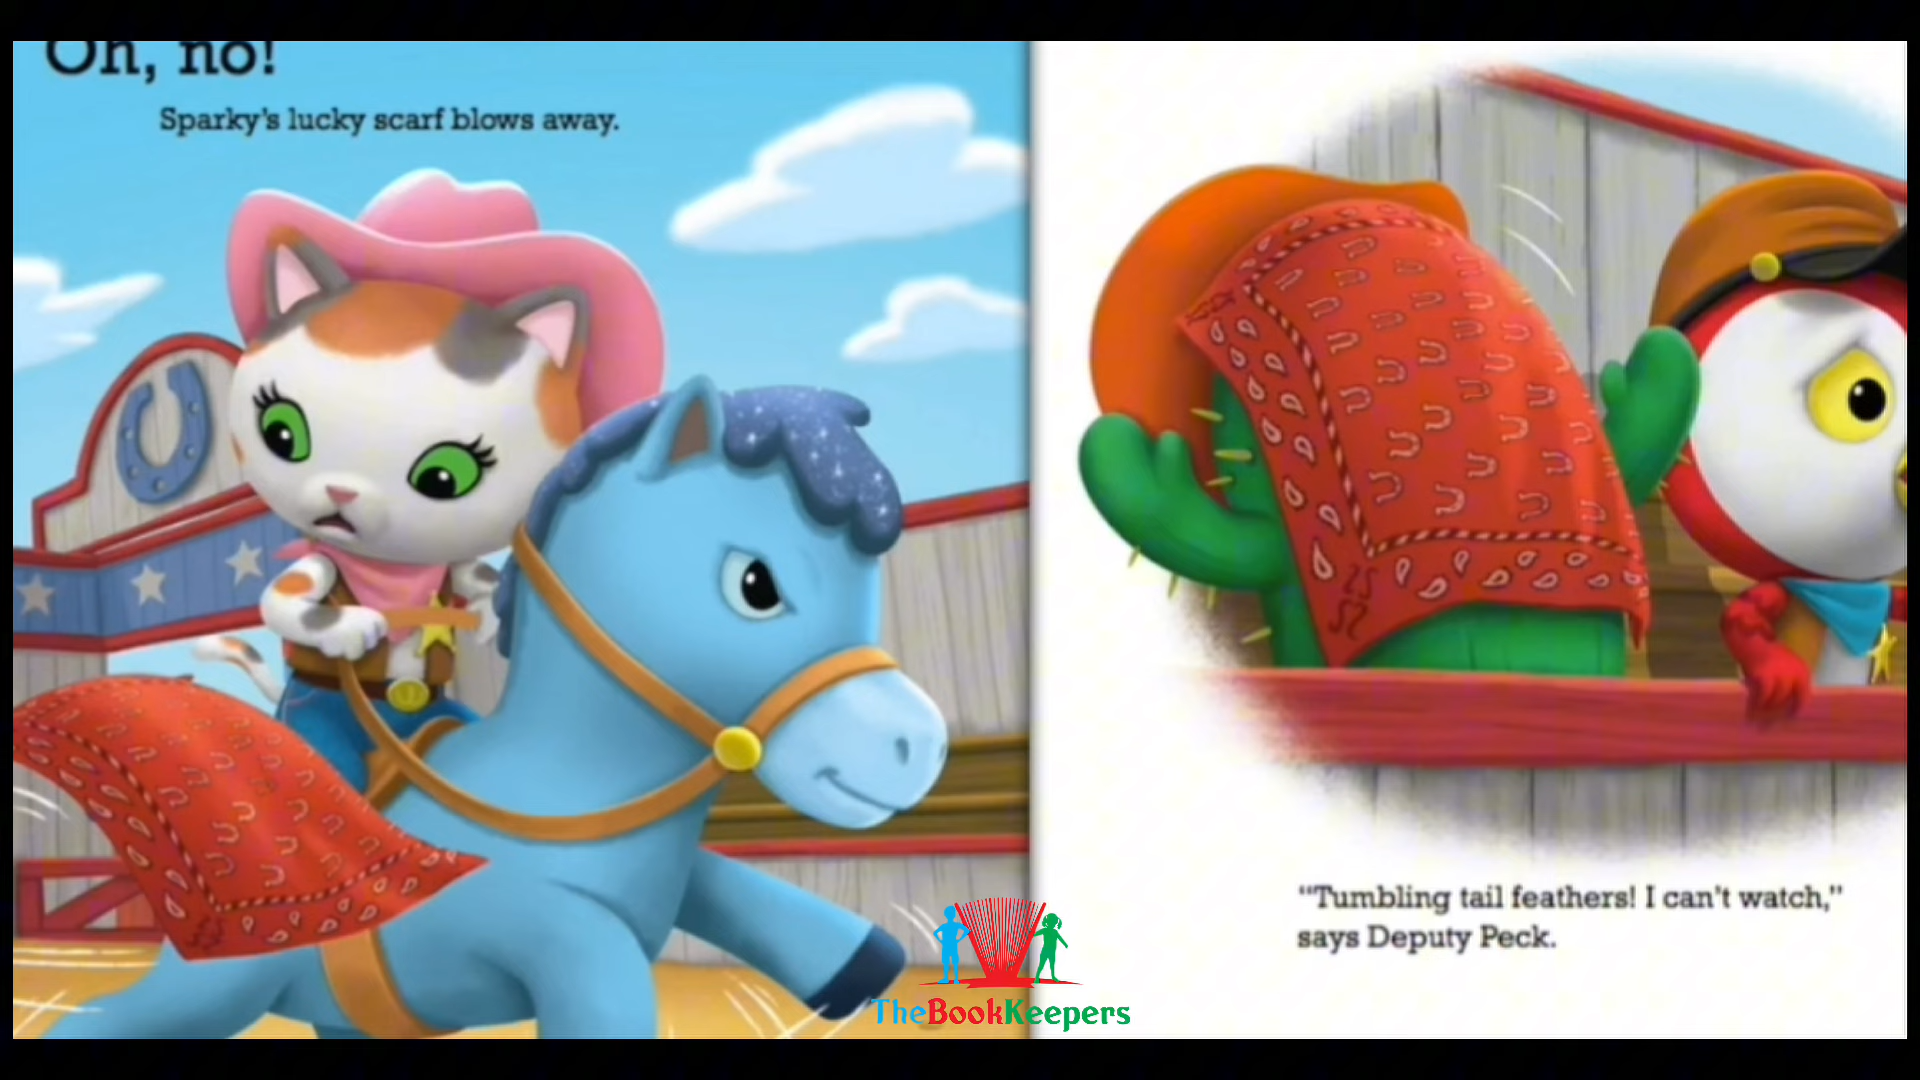 Oh, no!
Sparky's lucky scarf blows away.
“Tumbling tail feathers! I can't watch,”
says Deputy Peck.
TheBookKeepers